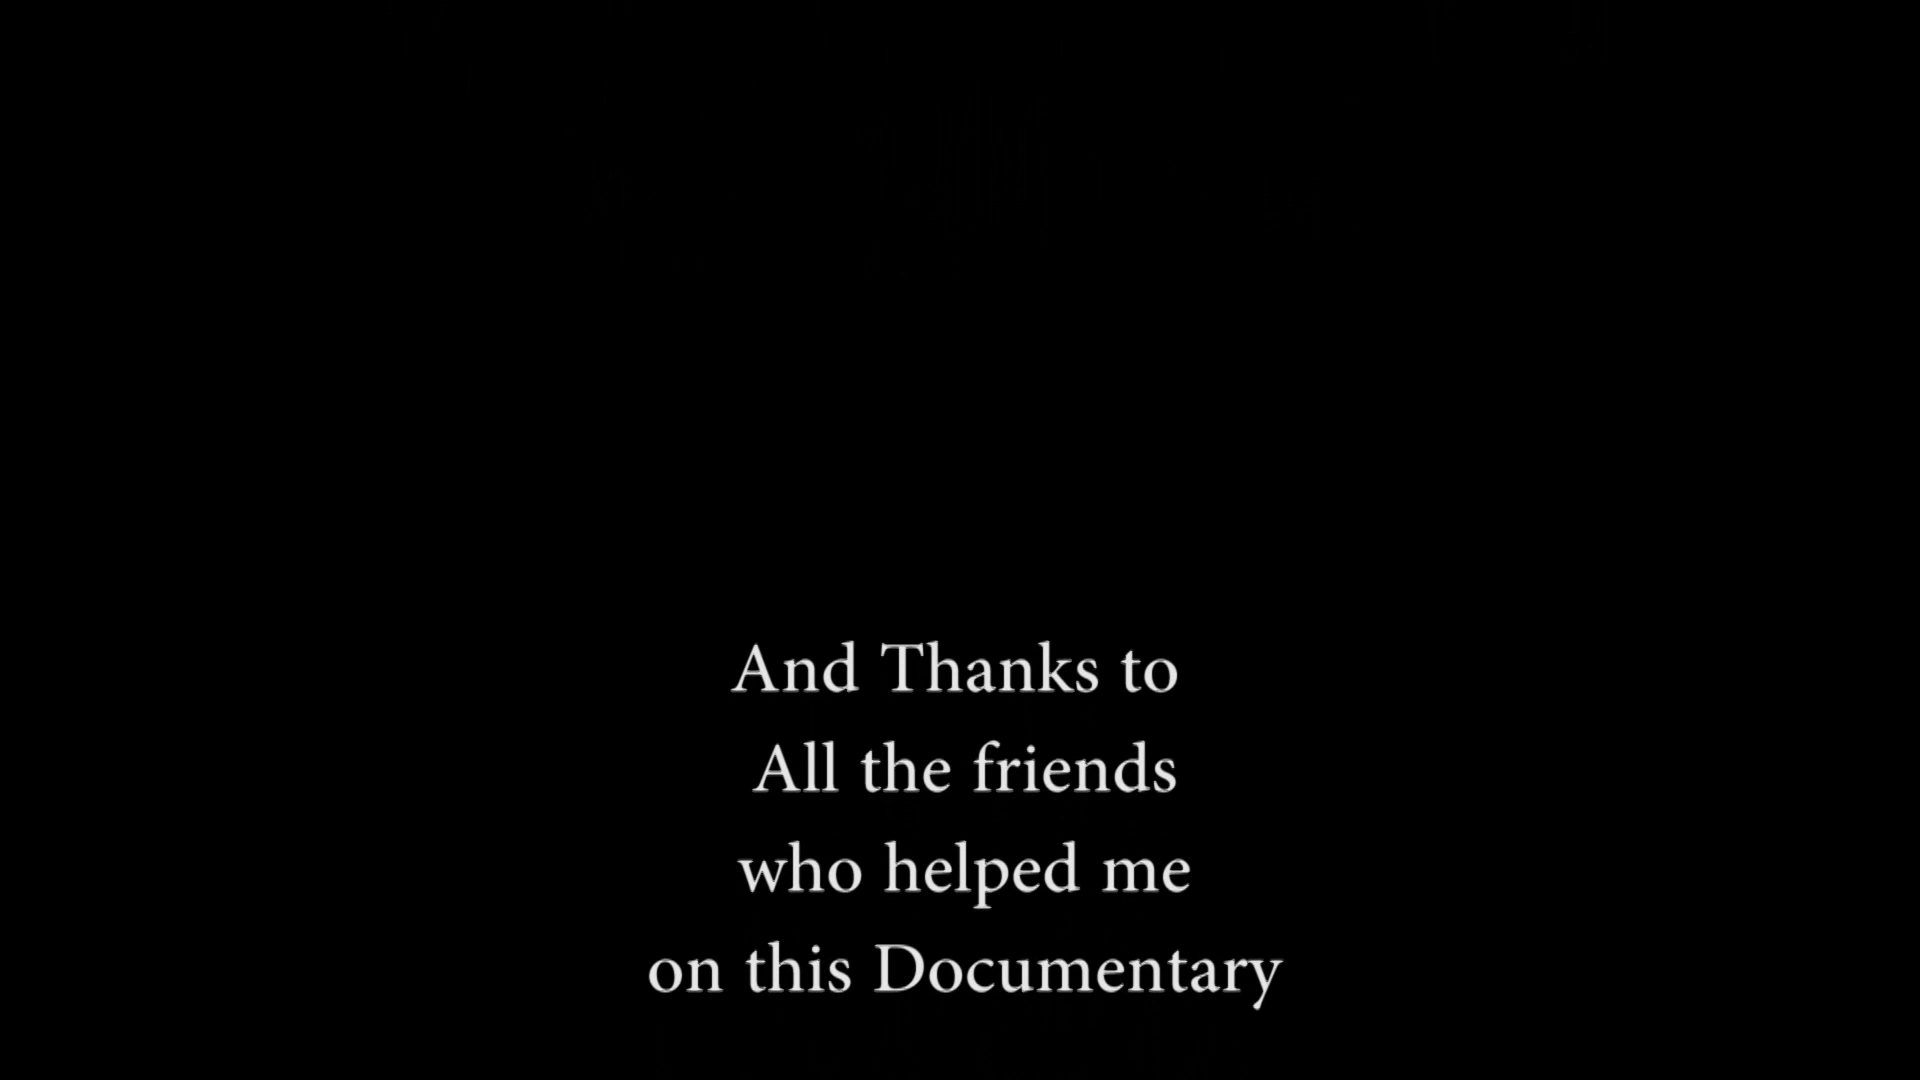 And Thanks to
All the friends
who helped me
on this Documentary